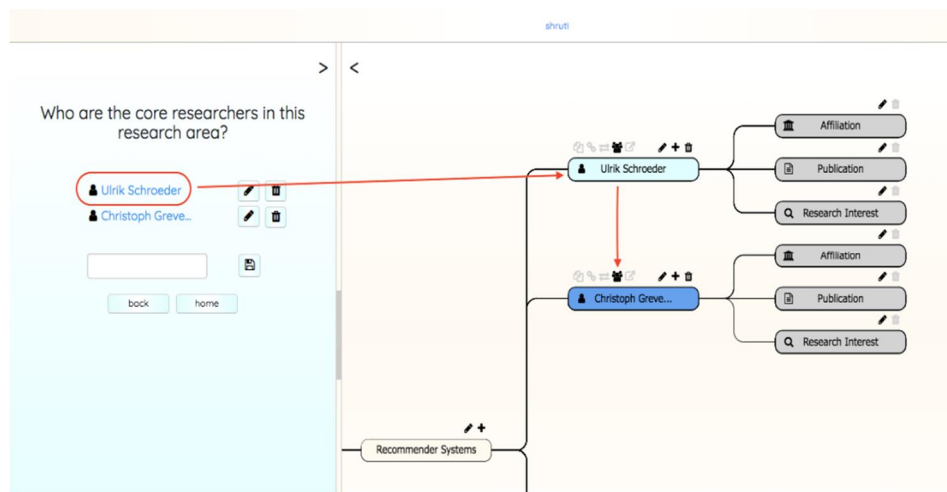 shruti
>
<
Who are the core researchers in this
research area?
Ulrik Schroeder
Christoph Greve...
back
home
Ulrik Schroeder
Affiliation
Publication
Research Interest
Christoph Greve...
Affiliation
Publication
Research Interest
Recommender Systems